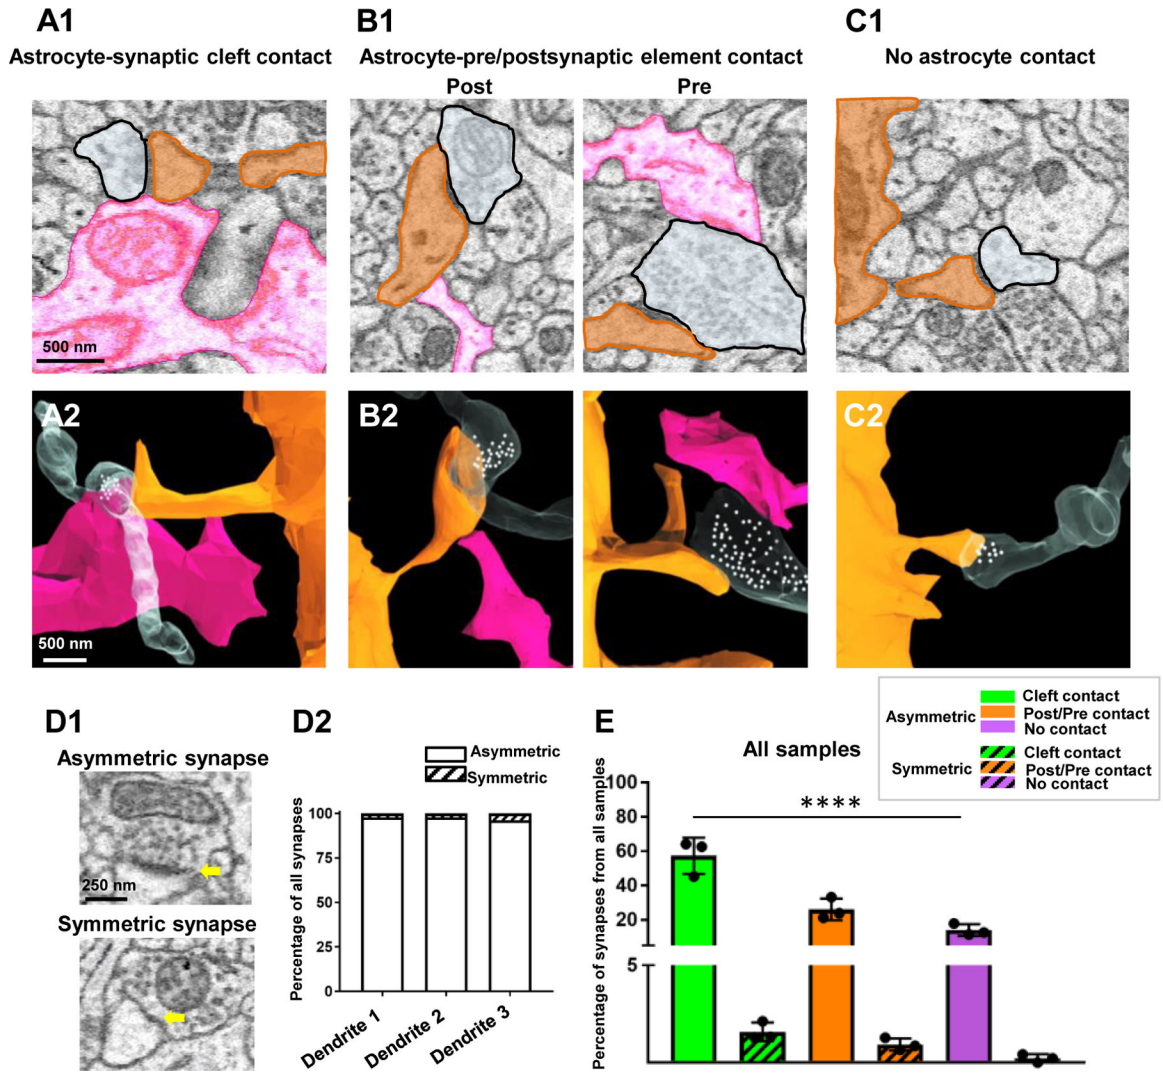 A1
B1
C1
Astrocyte-synaptic cleft contact
Astrocyte-pre/postsynaptic element contact
No astrocyte contact
Post
Pre
500 nm
A2
B2
C2
500 nm
D1
Asymmetric synapse
250 nm
Symmetric synapse
D2
Asymmetric
Symmetric
Percentage of all synapses
100
75
50
25
0
Dendrite 1
Dendrite 2
Dendrite 3
E
All samples
Asymmetric
Cleft contact
Post/Pre contact
No contact
Symmetric
Cleft contact
Post/Pre contact
No contact
Percentage of synapses from all samples
100
80
60
40
20
5
****